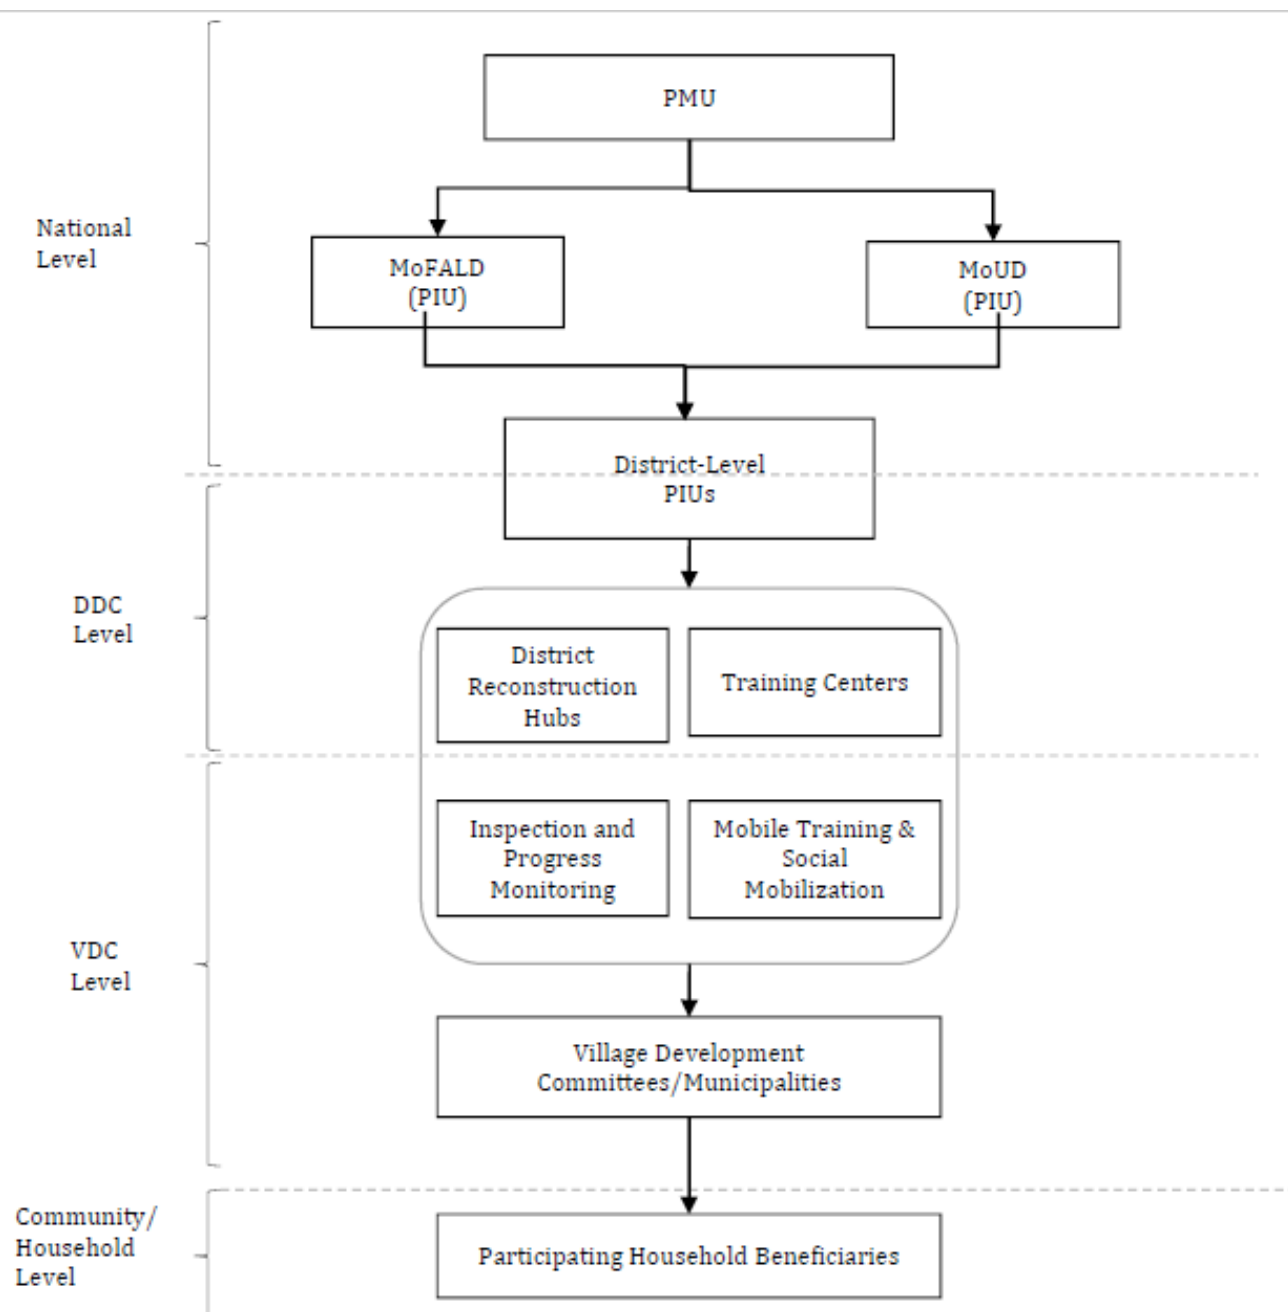 PMU
National
Level
MoFALD
(PIU)
MoUD
(PIU)
District-Level
PIUs
DDC
Level
District
Reconstruction
Hubs
Training Centers
Inspection and
Progress
Monitoring
Mobile Training &
Social
Mobilization
VDC
Level
Village Development
Committees/Municipalities
Community/
Household
Level
Participating Household Beneficiaries